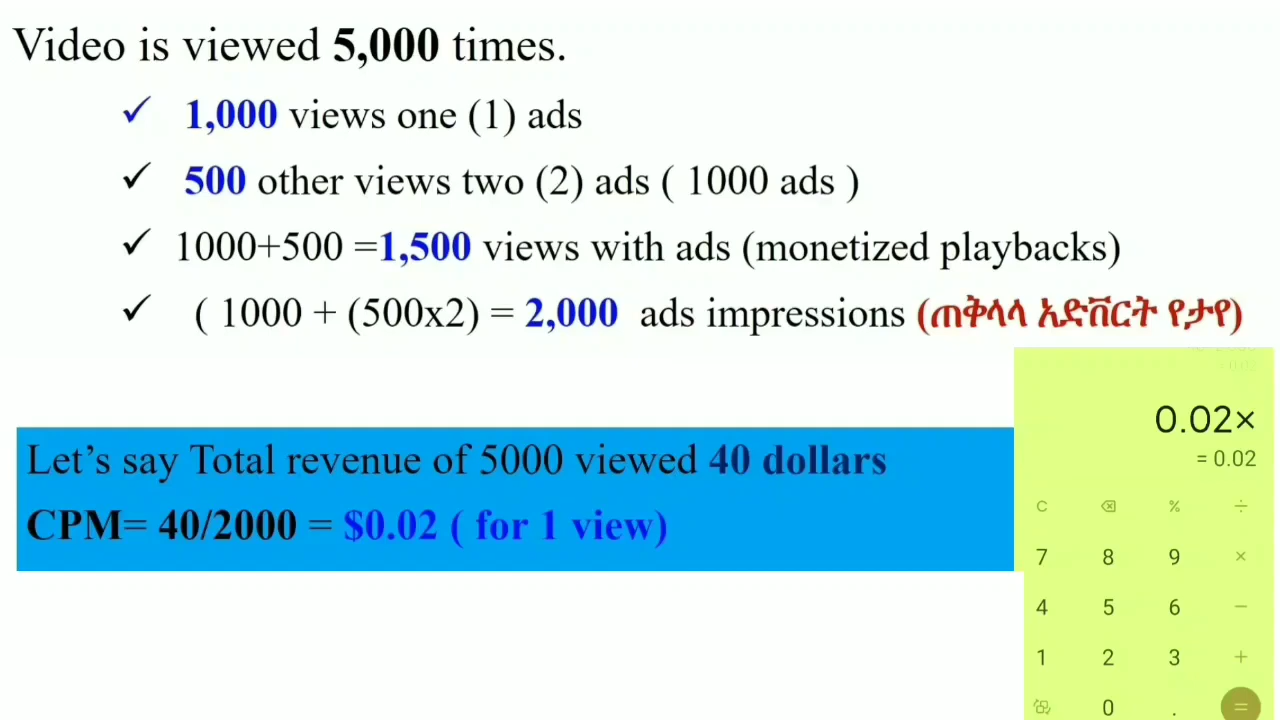 Video is viewed 5,000 times.
✓ 1,000 views one (1) ads
✓ 500 other views two (2) ads ( 1000 ads )
✓ 1000+500 =1,500 views with ads (monetized playbacks)
✓ ( 1000 + (500x2) = 2,000 ads impressions (ጠቅላላ አድቨርት የታየ)
Let's say Total revenue of 5000 viewed 40 dollars
CPM= 40/2000 = $0.02 ( for 1 view)
0.02×
= 0.02
C ⌫ % ÷
7 8 9 ×
4 5 6 −
1 2 3 +
0 . =